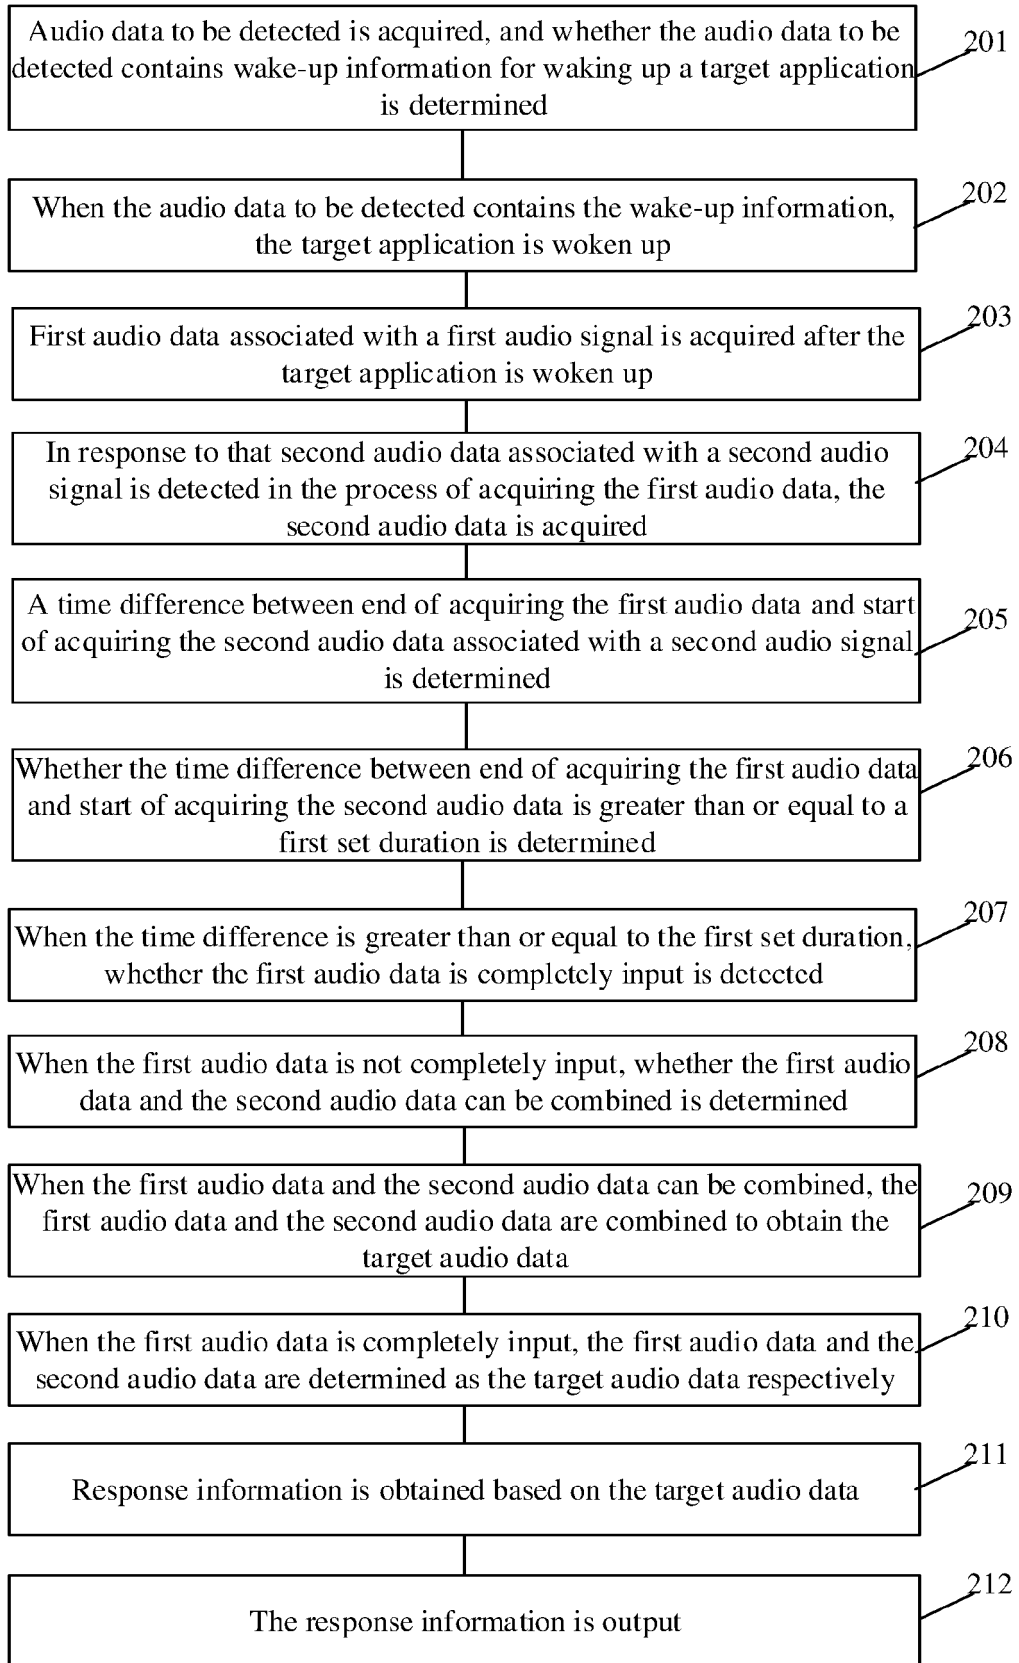 Audio data to be detected is acquired, and whether the audio data to be
detected contains wake-up information for waking up a target application
is determined
201
When the audio data to be detected contains the wake-up information,
the target application is woken up
202
First audio data associated with a first audio signal is acquired after the
target application is woken up
203
In response to that second audio data associated with a second audio
signal is detected in the process of acquiring the first audio data, the
second audio data is acquired
204
A time difference between end of acquiring the first audio data and start
of acquiring the second audio data associated with a second audio signal
is determined
205
Whether the time difference between end of acquiring the first audio data
and start of acquiring the second audio data is greater than or equal to a
first set duration is determined
206
When the time difference is greater than or equal to the first set duration,
whether the first audio data is completely input is detected
207
When the first audio data is not completely input, whether the first audio
data and the second audio data can be combined is determined
208
When the first audio data and the second audio data can be combined, the
first audio data and the second audio data are combined to obtain the
target audio data
209
When the first audio data is completely input, the first audio data and the
second audio data are determined as the target audio data respectively
210
Response information is obtained based on the target audio data
211
The response information is output
212